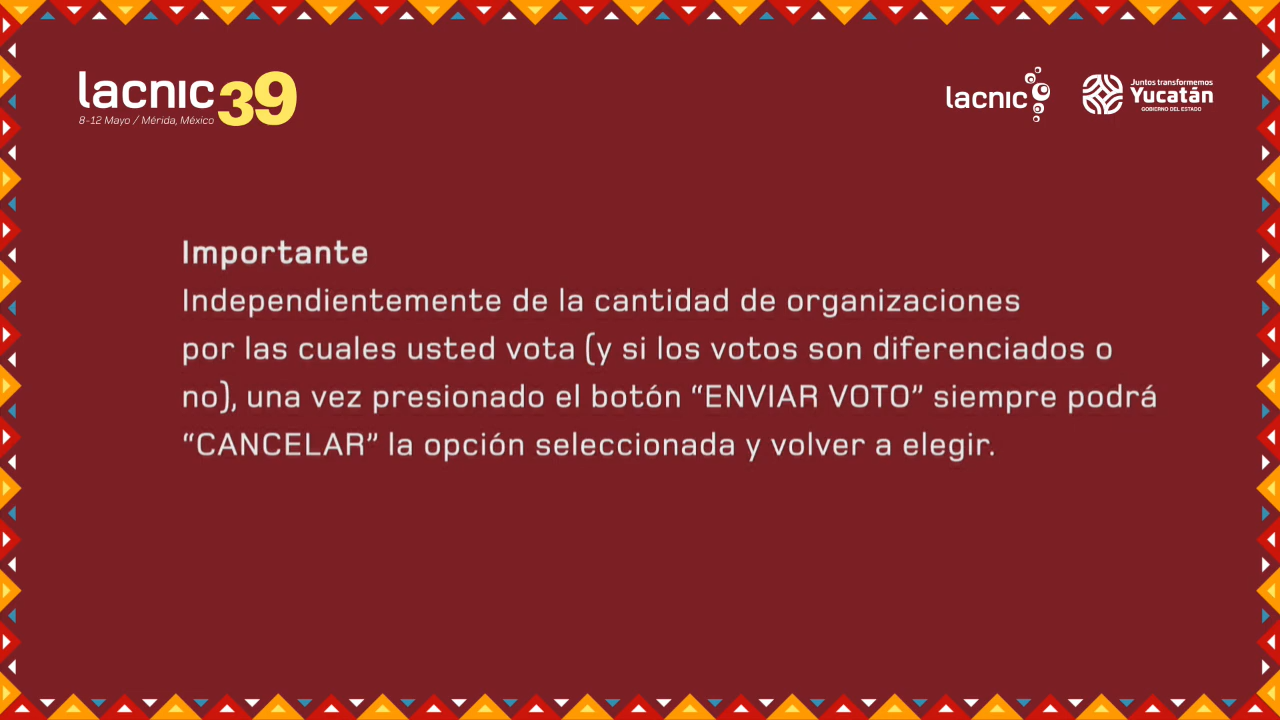 lacnic 39
8-12 Mayo / Mérida, México
lacnic
Juntos transformemos
Yucatán
GOBIERNO DEL ESTADO
Importante
Independientemente de la cantidad de organizaciones
por las cuales usted vota (y si los votos son diferenciados o
no), una vez presionado el botón “ENVIAR VOTO” siempre podrá
“CANCELAR” la opción seleccionada y volver a elegir.